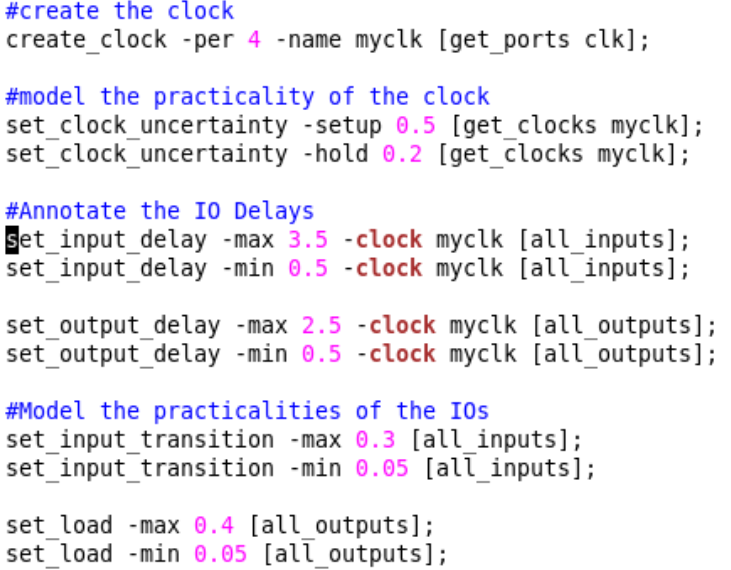 #create the clock
create_clock -per 4 -name myclk [get_ports clk];
#model the practicality of the clock
set_clock_uncertainty -setup 0.5 [get_clocks myclk];
set_clock_uncertainty -hold 0.2 [get_clocks myclk];
#Annotate the IO Delays
set_input_delay -max 3.5 -clock myclk [all_inputs];
set_input_delay -min 0.5 -clock myclk [all_inputs];
set_output_delay -max 2.5 -clock myclk [all_outputs];
set_output_delay -min 0.5 -clock myclk [all_outputs];
#Model the practicalities of the IOs
set_input_transition -max 0.3 [all_inputs];
set_input_transition -min 0.05 [all_inputs];
set_load -max 0.4 [all_outputs];
set_load -min 0.05 [all_outputs];